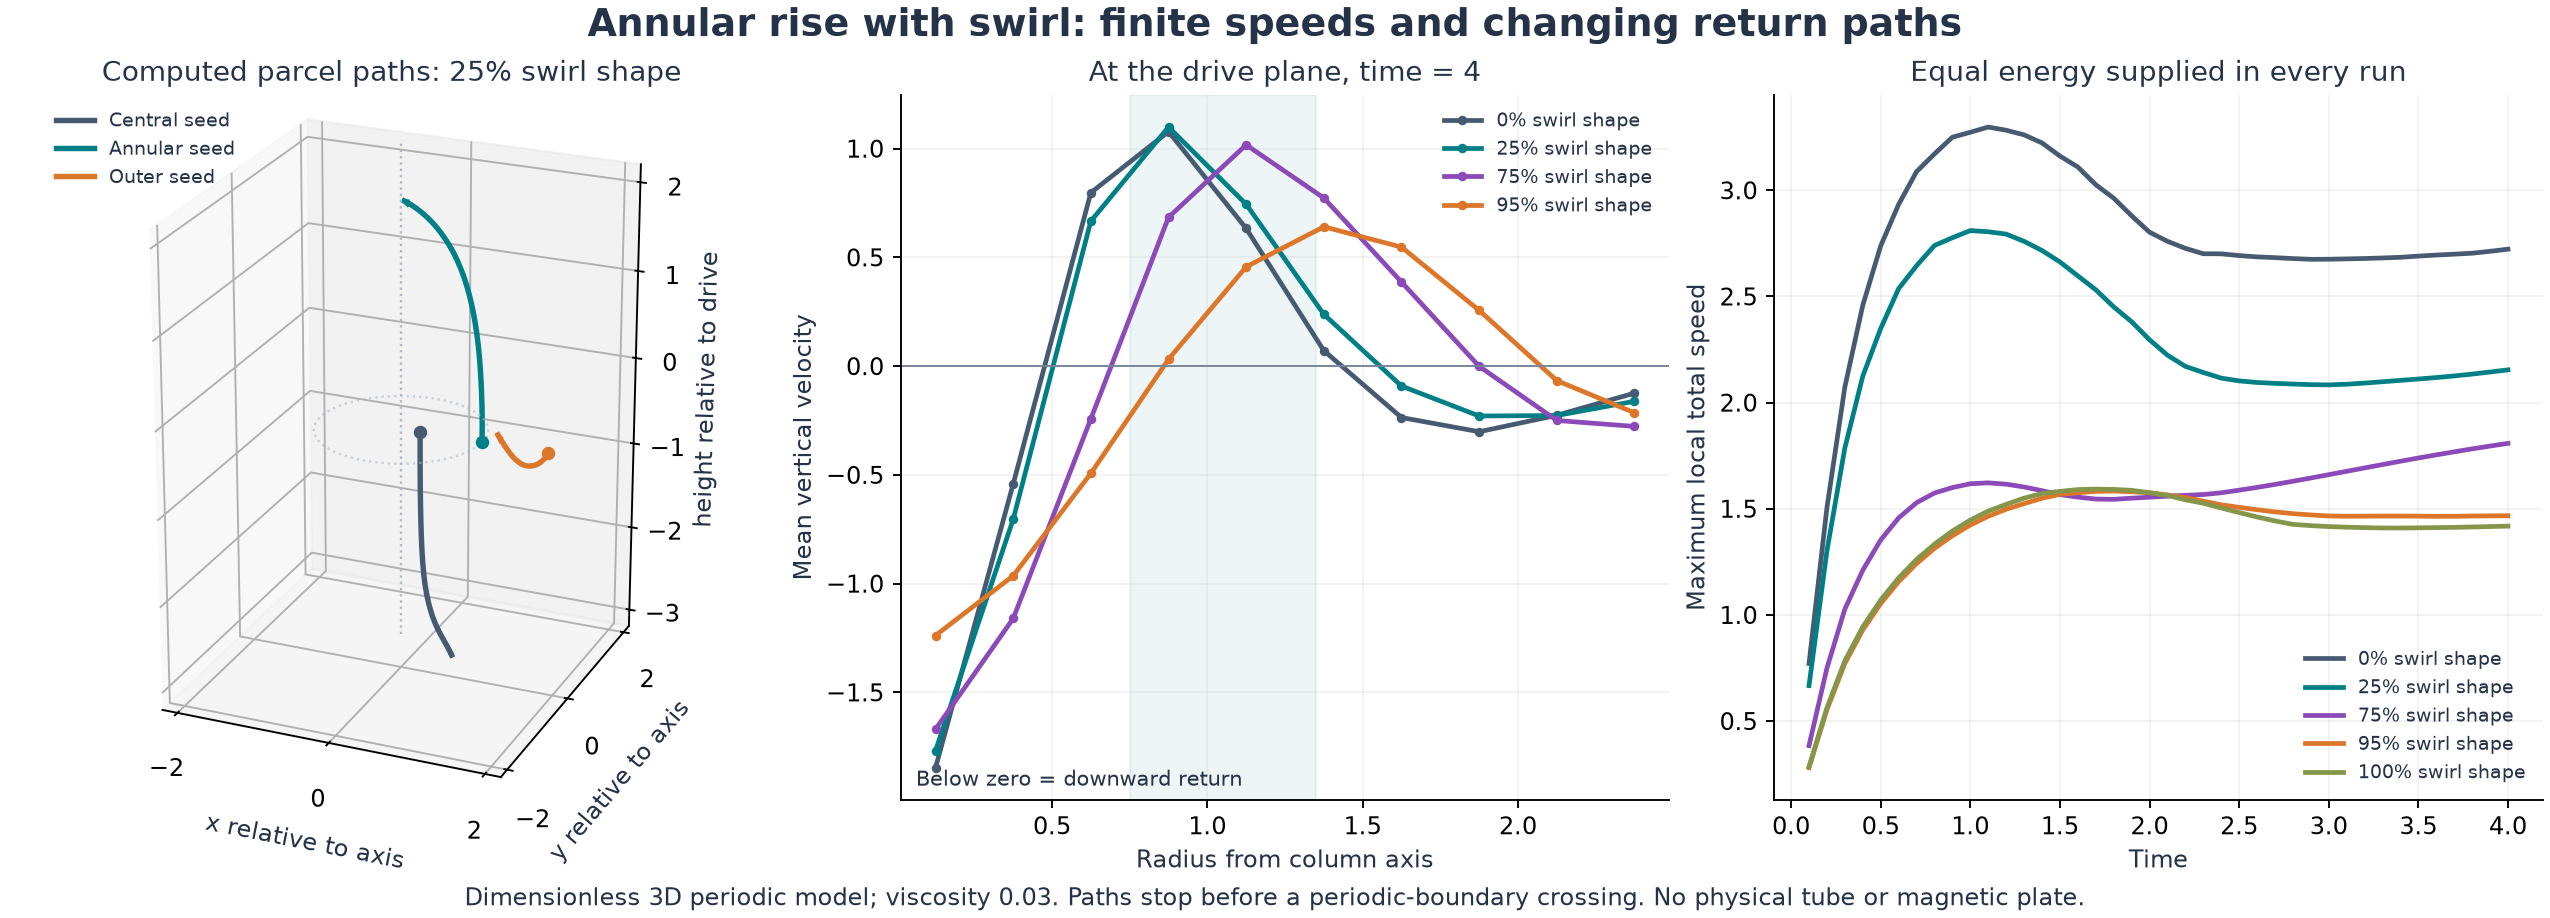 Annular rise with swirl: finite speeds and changing return paths
Computed parcel paths: 25% swirl shape
Central seed
Annular seed
Outer seed
2
1
0
−1
−2
−3
height relative to drive
−2
0
2
x relative to axis
−2
0
2
y relative to axis
At the drive plane, time = 4
0% swirl shape
25% swirl shape
75% swirl shape
95% swirl shape
1.0
0.5
0.0
−0.5
−1.0
−1.5
Mean vertical velocity
Below zero = downward return
0.5
1.0
1.5
2.0
Radius from column axis
Equal energy supplied in every run
3.0
2.5
2.0
1.5
1.0
0.5
Maximum local total speed
0% swirl shape
25% swirl shape
75% swirl shape
95% swirl shape
100% swirl shape
0.0
0.5
1.0
1.5
2.0
2.5
3.0
3.5
4.0
Time
Dimensionless 3D periodic model; viscosity 0.03. Paths stop before a periodic-boundary crossing. No physical tube or magnetic plate.